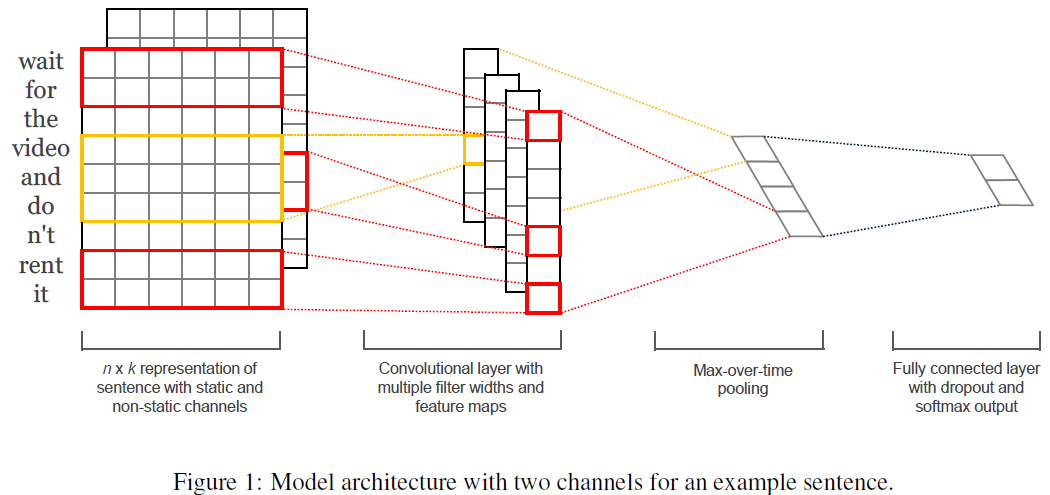 wait
for
the
video
and
do
n't
rent
it
n x k representation of
sentence with static and
non-static channels
Convolutional layer with
multiple filter widths and
feature maps
Max-over-time
pooling
Fully connected layer
with dropout and
softmax output
Figure 1: Model architecture with two channels for an example sentence.